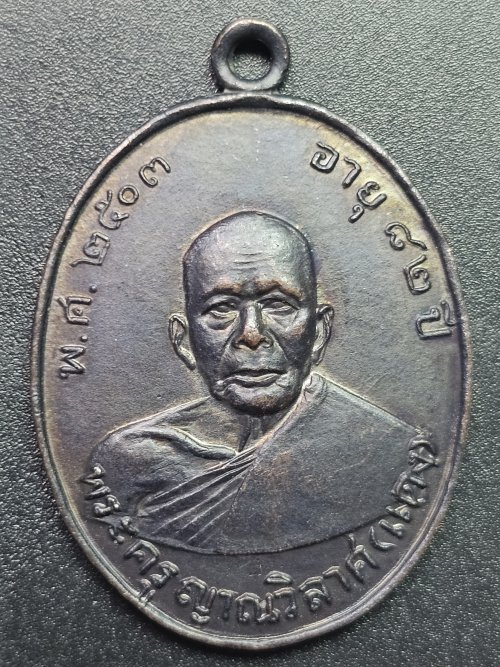 พ.ศ. ๒๕๐๓
อายุ ๘๒ ปี
พระครูญาณวิลาศ(แดง)